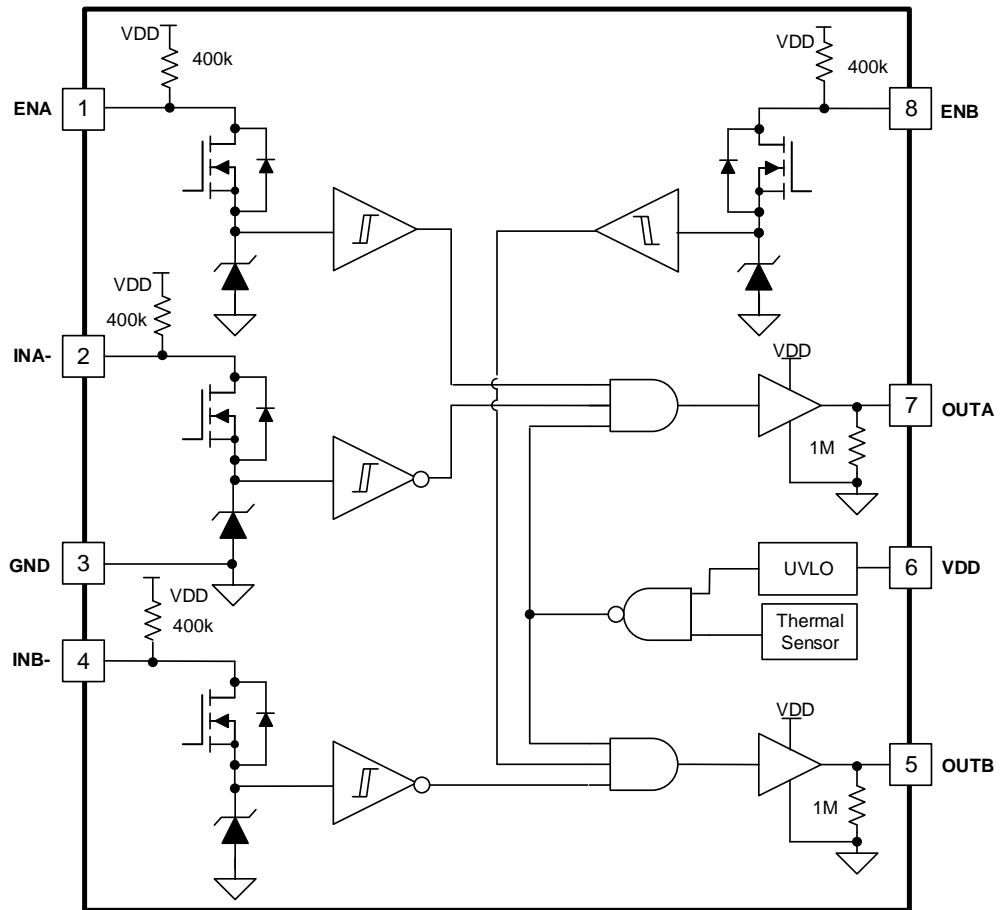 VDD
400k
VDD
400k
ENA
1
8
ENB
VDD
400k
INA-
2
VDD
7
OUTA
1M
GND
3
UVLO
6
VDD
VDD
400k
Thermal
Sensor
INB-
4
VDD
5
OUTB
1M